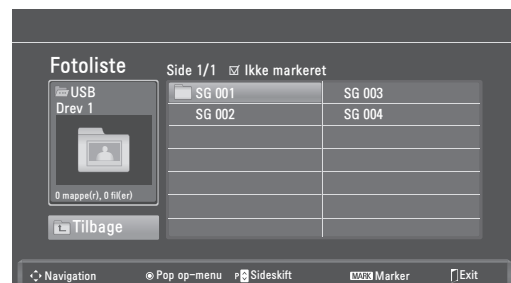 Fotoliste
Side 1/1 ☑ Ikke markeret
USB
Drev 1
0 mappe(r), 0 fil(er)
Tilbage
SG 001 SG 003
SG 002 SG 004
Navigation Pop op-menu P Sideskift MARK Marker Exit